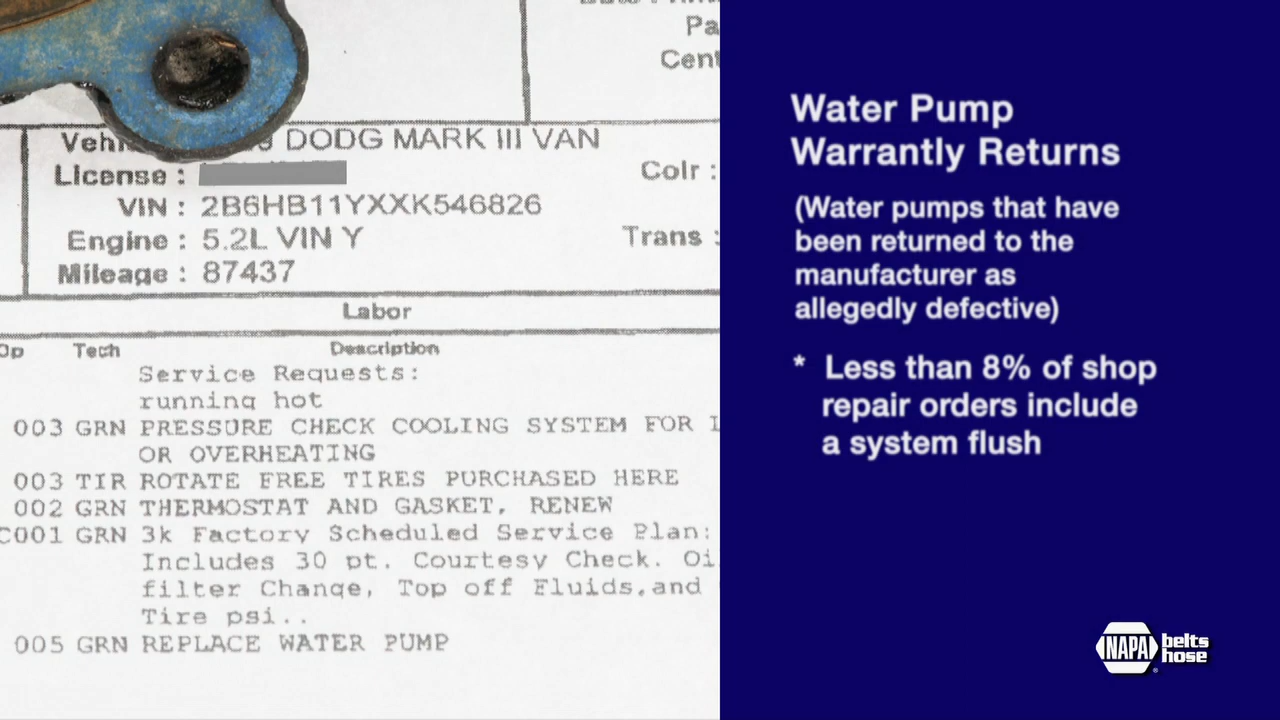 Pa
Cent
DODG MARK III VAN
License :
Colr :
VIN : 2B6HB11YXXK546826
Engine : 5.2L VIN Y
Trans :
Mileage : 87437
Labor
Op Tech Description
Service Requests:
running hot
003 GRN PRESSURE CHECK COOLING SYSTEM FOR
OR OVERHEATING
003 TIR ROTATE FREE TIRES PURCHASED HERE
002 GRN THERMOSTAT AND GASKET, RENEW
C001 GRN 3k Factory Scheduled Service Plan:
Includes 30 pt. Courtesy Check. Oi
filter Change, Top off Fluids,and
Tire psi..
005 GRN REPLACE WATER PUMP
Water Pump
Warrantly Returns
(Water pumps that have
been returned to the
manufacturer as
allegedly defective)
* Less than 8% of shop
repair orders include
a system flush
NAPA belts
hose